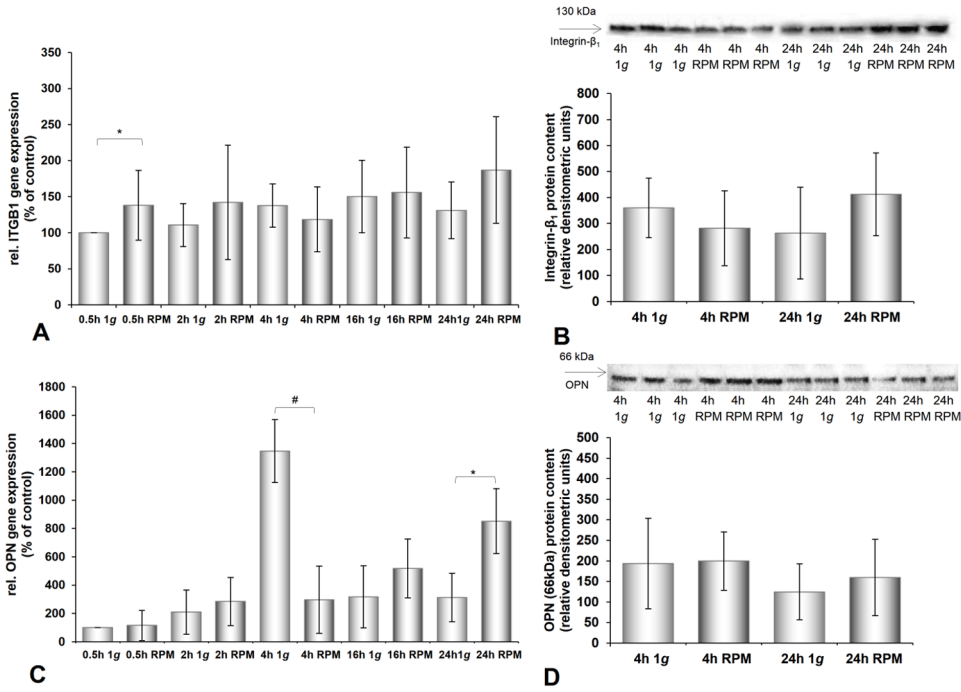 A
rel. ITGB1 gene expression
(% of control)
350
300
250
200
150
100
50
0
*
0.5h 1g 0.5h RPM 2h 1g 2h RPM 4h 1g 4h RPM 16h 1g 16h RPM 24h1g 24h RPM
B
130 kDa
Integrin-β1
4h 4h 4h 4h 4h 4h 24h 24h 24h 24h 24h 24h
1g 1g 1g RPM RPM RPM 1g 1g 1g RPM RPM RPM
Integrin-β1 protein content
(relative densitometric units)
800
700
600
500
400
300
200
100
0
4h 1g 4h RPM 24h 1g 24h RPM
C
rel. OPN gene expression
(% of control)
1800
1600
1400
1200
1000
800
600
400
200
0
#
*
0.5h 1g 0.5h RPM 2h 1g 2h RPM 4h 1g 4h RPM 16h 1g 16h RPM 24h1g 24h RPM
D
66 kDa
OPN
4h 4h 4h 4h 4h 4h 24h 24h 24h 24h 24h 24h
1g 1g 1g RPM RPM RPM 1g 1g 1g RPM RPM RPM
OPN (66kDa) protein content
(relative densitometric units)
500
450
400
350
300
250
200
150
100
50
0
4h 1g 4h RPM 24h 1g 24h RPM